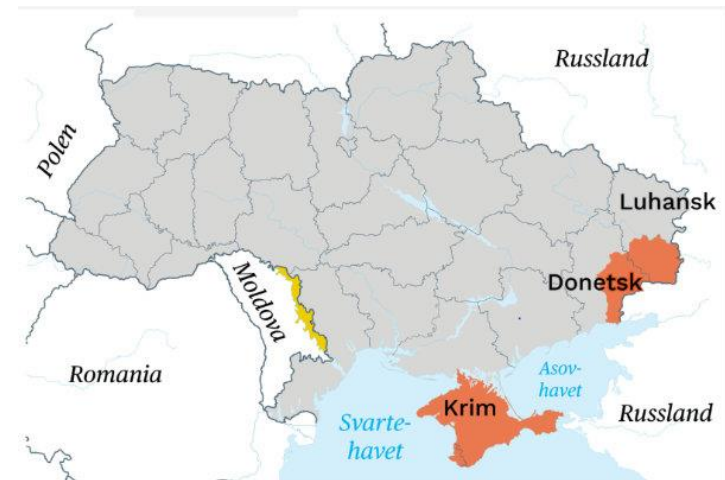 Russland
Polen
Luhansk
Moldova
Donetsk
Romania
Asov-
havet
Krim
Russland
Svarte-
havet